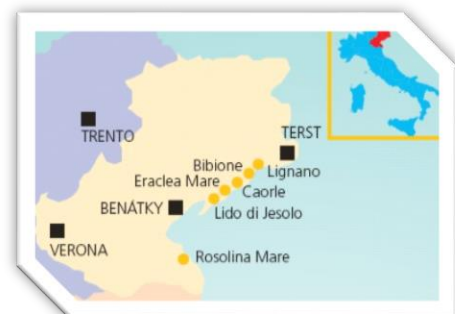 TRENTO
TERST
Bibione
Lignano
Eraclea Mare
Caorle
BENÁTKY
Lido di Jesolo
VERONA
Rosolina Mare